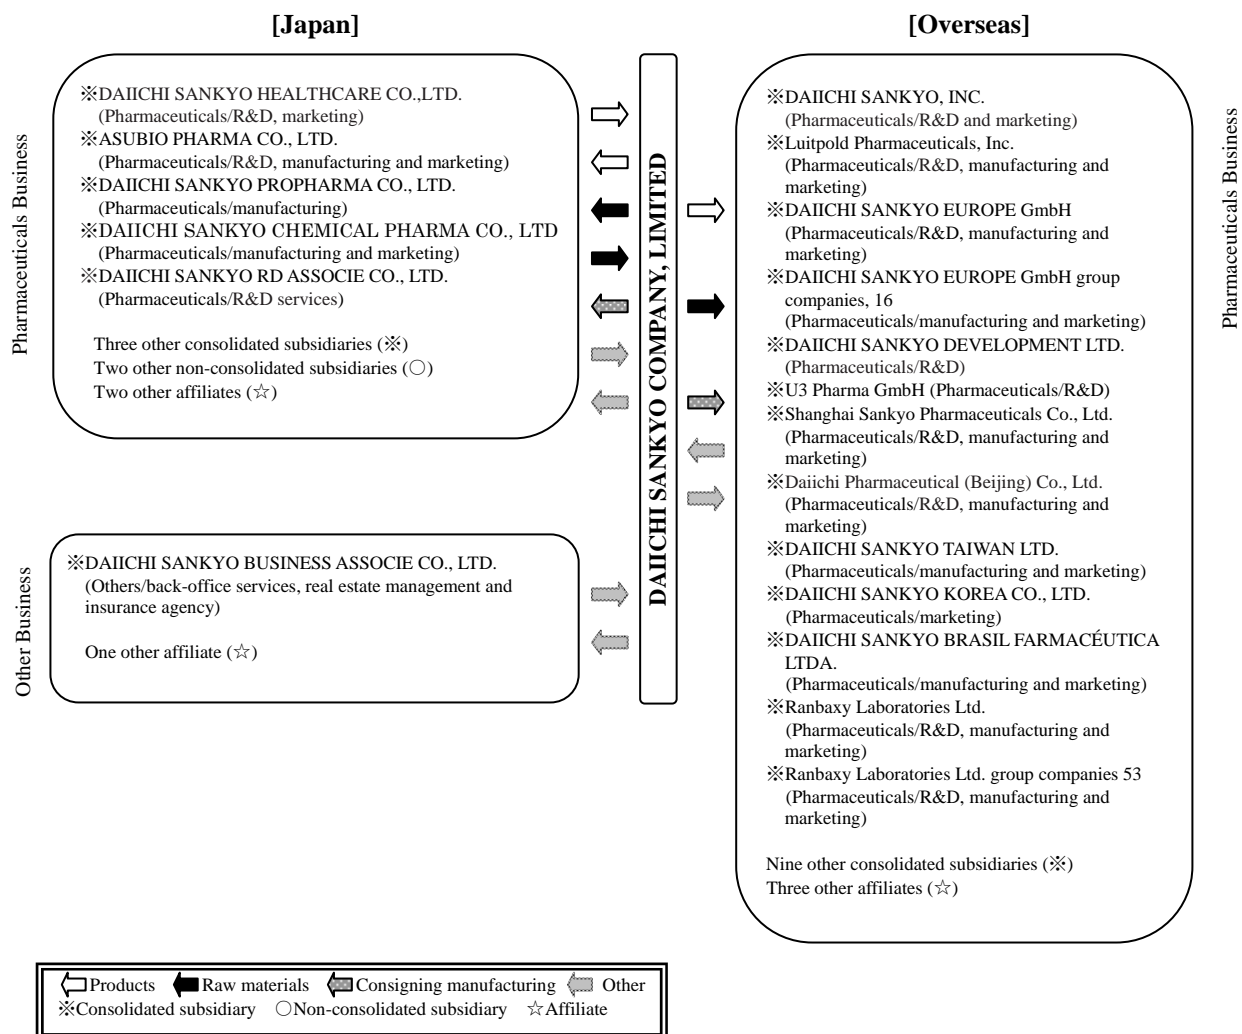 [Japan]
Pharmaceuticals Business
※DAIICHI SANKYO HEALTHCARE CO.,LTD.
(Pharmaceuticals/R&D, marketing)
※ASUBIO PHARMA CO., LTD.
(Pharmaceuticals/R&D, manufacturing and marketing)
※DAIICHI SANKYO PROPHARMA CO., LTD.
(Pharmaceuticals/manufacturing)
※DAIICHI SANKYO CHEMICAL PHARMA CO., LTD
(Pharmaceuticals/manufacturing and marketing)
※DAIICHI SANKYO RD ASSOCIE CO., LTD.
(Pharmaceuticals/R&D services)
Three other consolidated subsidiaries (※)
Two other non-consolidated subsidiaries (○)
Two other affiliates (☆)
Other Business
※DAIICHI SANKYO BUSINESS ASSOCIE CO., LTD.
(Others/back-office services, real estate management and
insurance agency)
One other affiliate (☆)
DAIICHI SANKYO COMPANY, LIMITED
[Overseas]
※DAIICHI SANKYO, INC.
(Pharmaceuticals/R&D and marketing)
※Luitpold Pharmaceuticals, Inc.
(Pharmaceuticals/R&D, manufacturing and
marketing)
※DAIICHI SANKYO EUROPE GmbH
(Pharmaceuticals/R&D, manufacturing and
marketing)
※DAIICHI SANKYO EUROPE GmbH group
companies, 16
(Pharmaceuticals/manufacturing and marketing)
※DAIICHI SANKYO DEVELOPMENT LTD.
(Pharmaceuticals/R&D)
※U3 Pharma GmbH (Pharmaceuticals/R&D)
※Shanghai Sankyo Pharmaceuticals Co., Ltd.
(Pharmaceuticals/R&D, manufacturing and
marketing)
※Daiichi Pharmaceutical (Beijing) Co., Ltd.
(Pharmaceuticals/R&D, manufacturing and
marketing)
※DAIICHI SANKYO TAIWAN LTD.
(Pharmaceuticals/manufacturing and marketing)
※DAIICHI SANKYO KOREA CO., LTD.
(Pharmaceuticals/marketing)
※DAIICHI SANKYO BRASIL FARMACÉUTICA
LTDA.
(Pharmaceuticals/manufacturing and marketing)
※Ranbaxy Laboratories Ltd.
(Pharmaceuticals/R&D, manufacturing and
marketing)
※Ranbaxy Laboratories Ltd. group companies 53
(Pharmaceuticals/R&D, manufacturing and
marketing)
Nine other consolidated subsidiaries (※)
Three other affiliates (☆)
Pharmaceuticals Business
Products Raw materials Consigning manufacturing Other
※Consolidated subsidiary ○Non-consolidated subsidiary ☆Affiliate